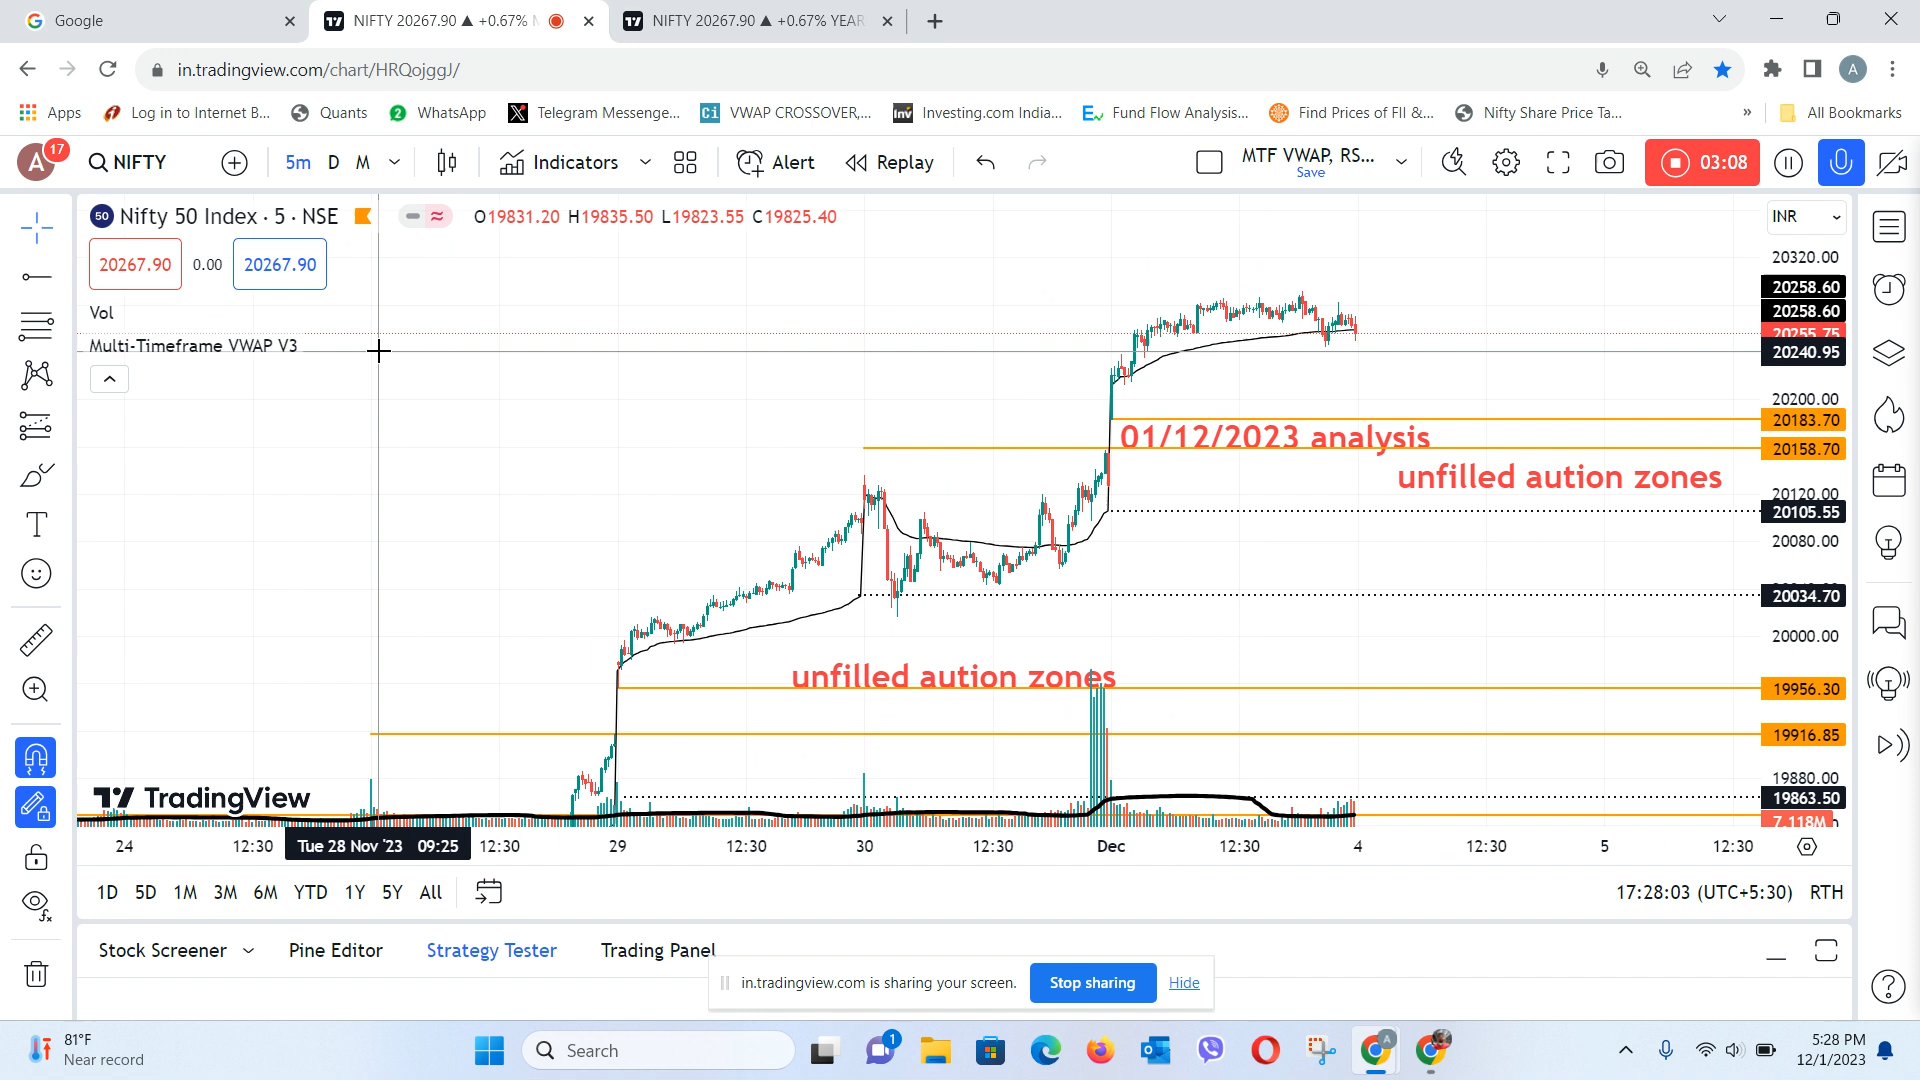 Google
NIFTY 20267.90 ▲ +0.67%
NIFTY 20267.90 ▲ +0.67% YEAR
in.tradingview.com/chart/HRQojggJ/
A
Apps
Log in to Internet B...
Quants
WhatsApp
Telegram Messenge...
VWAP CROSSOVER,...
Investing.com India...
Fund Flow Analysis...
Find Prices of FII &...
Nifty Share Price Ta...
»
All Bookmarks
A
17
NIFTY
5m D M
Indicators
Alert
Replay
MTF VWAP, RS...
Save
03:08
50 Nifty 50 Index · 5 · NSE
O19831.20 H19835.50 L19823.55 C19825.40
INR
20267.90 0.00 20267.90
Vol
Multi-Timeframe VWAP V3
20320.00
20258.60
20258.60
20255.75
20240.95
20200.00
20183.70
01/12/2023 analysis
20158.70
unfilled aution zones
20120.00
20105.55
20080.00
20034.70
20000.00
unfilled aution zones
19956.30
19916.85
19880.00
19863.50
7.118M
TradingView
24 12:30 Tue 28 Nov '23 09:25 12:30 29 12:30 30 12:30 Dec 12:30 4 12:30 5 12:30
1D 5D 1M 3M 6M YTD 1Y 5Y All
17:28:03 (UTC+5:30) RTH
Stock Screener
Pine Editor
Strategy Tester
Trading Panel
in.tradingview.com is sharing your screen.
Stop sharing
Hide
81°F
Near record
Search
1
A
5:28 PM
12/1/2023